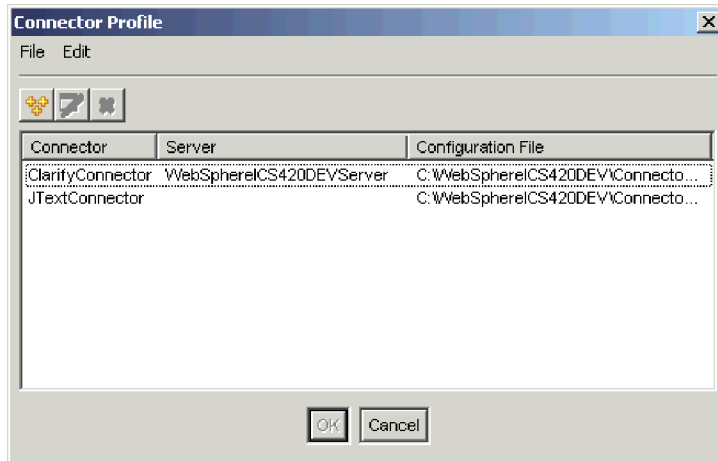 Connector Profile
File Edit
Connector Server Configuration File
ClarifyConnector WebSphereICS420DEVServer C:\WebSphereICS420DEV\Connecto...
JTextConnector C:\WebSphereICS420DEV\Connecto...
OK Cancel